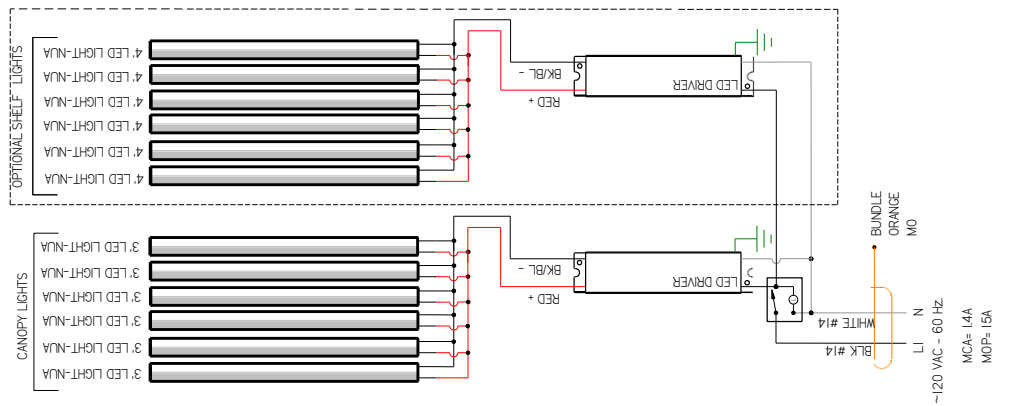 OPTIONAL SHELF LIGHTS
4' LED LIGHT-NUA
4' LED LIGHT-NUA
4' LED LIGHT-NUA
4' LED LIGHT-NUA
4' LED LIGHT-NUA
4' LED LIGHT-NUA
BK/BL -
RED +
LED DRIVER
CANOPY LIGHTS
3' LED LIGHT-NUA
3' LED LIGHT-NUA
3' LED LIGHT-NUA
3' LED LIGHT-NUA
3' LED LIGHT-NUA
3' LED LIGHT-NUA
BK/BL -
RED +
LED DRIVER
BUNDLE
ORANGE
MO
WHITE #14
BLK #14
N
L1
~120 VAC - 60 Hz.
MCA= 1.4A
MOP= 15A